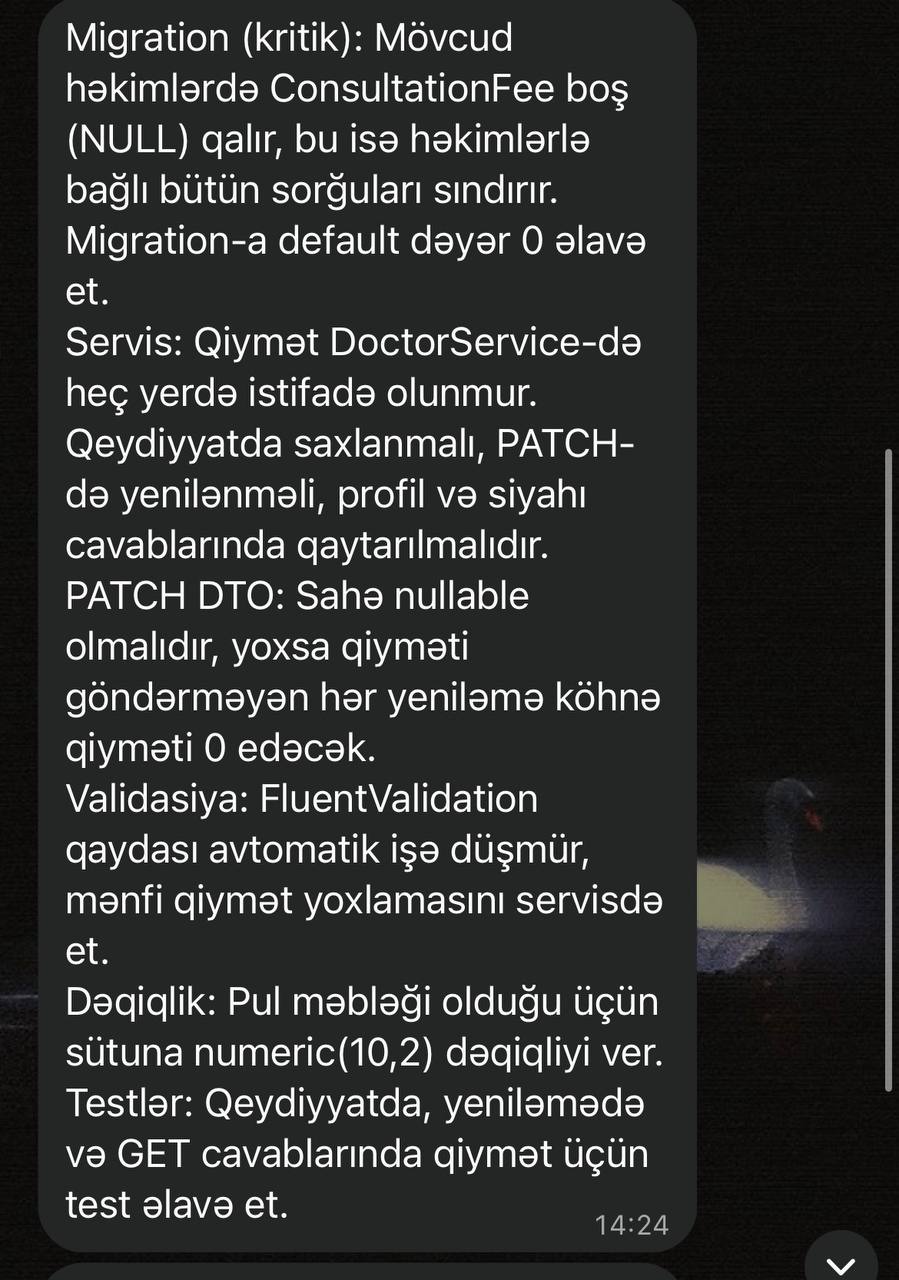 Migration (kritik): Mövcud
həkimlərdə ConsultationFee boş
(NULL) qalır, bu isə həkimlərlə
bağlı bütün sorğuları sındırır.
Migration-a default dəyər 0 əlavə
et.
Servis: Qiymət DoctorService-də
heç yerdə istifadə olunmur.
Qeydiyyatda saxlanmalı, PATCH-
də yenilənməli, profil və siyahı
cavablarında qaytarılmalıdır.
PATCH DTO: Sahə nullable
olmalıdır, yoxsa qiyməti
göndərməyən hər yeniləmə köhnə
qiyməti 0 edəcək.
Validasiya: FluentValidation
qaydası avtomatik işə düşmür,
mənfi qiymət yoxlamasını servisdə
et.
Dəqiqlik: Pul məbləği olduğu üçün
sütuna numeric(10,2) dəqiqliyi ver.
Testlər: Qeydiyyatda, yeniləmədə
və GET cavablarında qiymət üçün
test əlavə et.
14:24